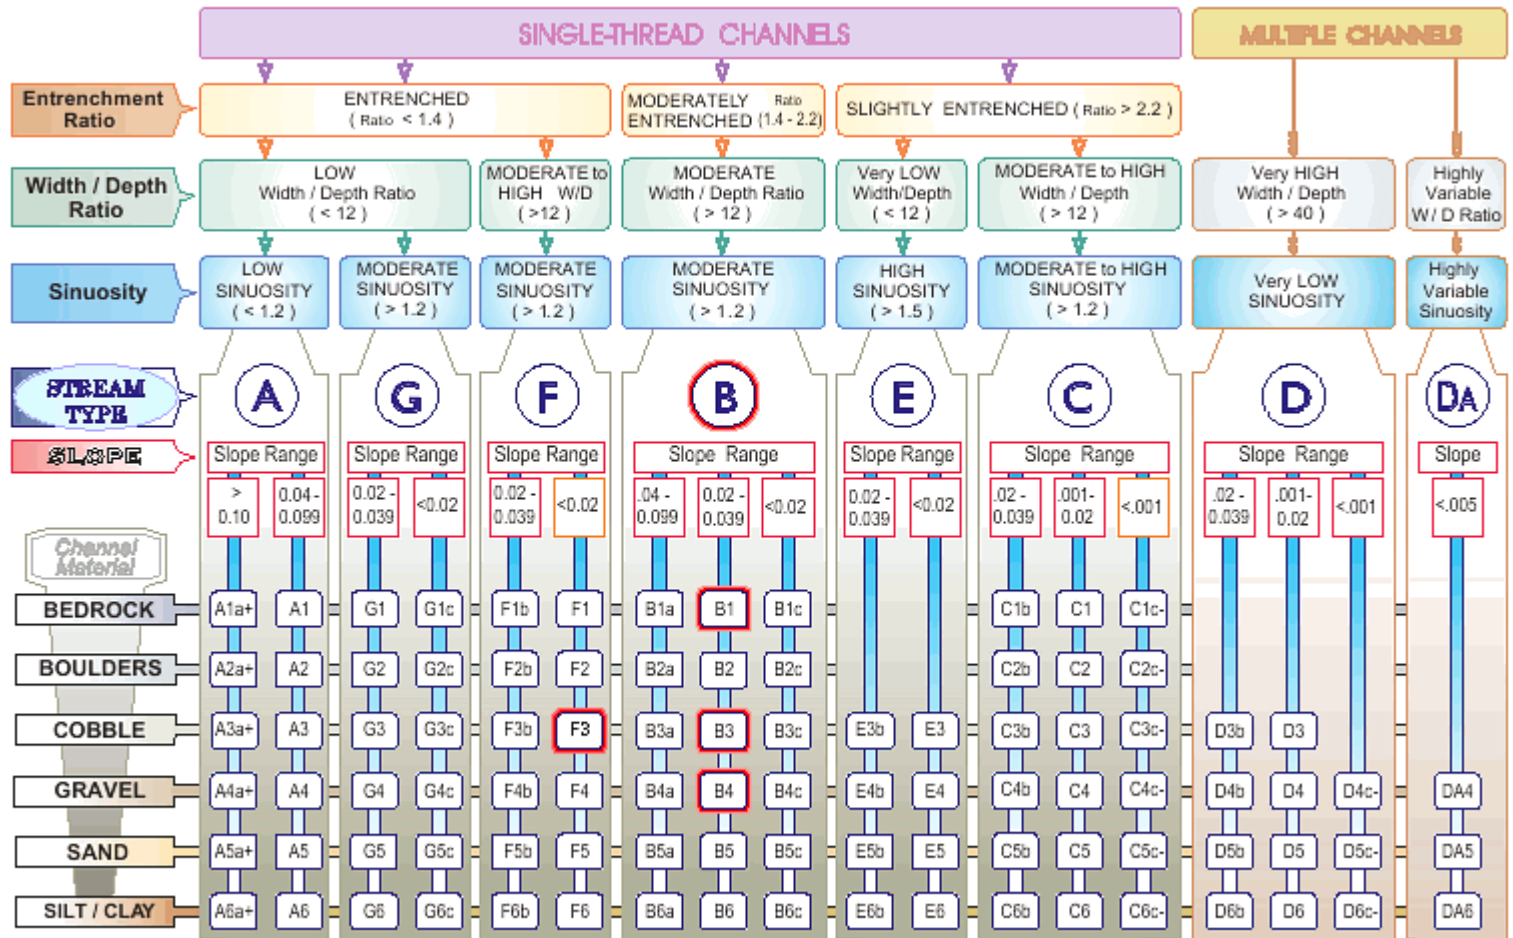 SINGLE-THREAD CHANNELS
MULTIPLE CHANNELS
Entrenchment
Ratio
ENTRENCHED
( Ratio < 1.4 )
MODERATELY Ratio
ENTRENCHED (1.4 - 2.2)
SLIGHTLY ENTRENCHED ( Ratio > 2.2 )
Width / Depth
Ratio
LOW
Width / Depth Ratio
( < 12 )
MODERATE to
HIGH W/D
( >12 )
MODERATE
Width / Depth Ratio
( > 12 )
Very LOW
Width/Depth
( < 12 )
MODERATE to HIGH
Width / Depth
( > 12 )
Very HIGH
Width / Depth
( > 40 )
Highly
Variable
W / D Ratio
Sinuosity
LOW
SINUOSITY
( < 1.2 )
MODERATE
SINUOSITY
( > 1.2 )
MODERATE
SINUOSITY
( > 1.2 )
MODERATE
SINUOSITY
( > 1.2 )
HIGH
SINUOSITY
( > 1.5 )
MODERATE to HIGH
SINUOSITY
( > 1.2 )
Very LOW
SINUOSITY
Highly
Variable
Sinuosity
STREAM
TYPE
A G F B E C D DA
SLOPE
Slope Range Slope Range Slope Range Slope Range Slope Range Slope Range Slope Range Slope
>
0.10
0.04 -
0.099
0.02 -
0.039
<0.02
0.02 -
0.039
<0.02
.04 -
0.099
0.02 -
0.039
<0.02
0.02 -
0.039
<0.02
.02 -
0.039
.001-
0.02
<.001
.02 -
0.039
.001-
0.02
<.001
<.005
Channel
Material
BEDROCK A1a+ A1 G1 G1c F1b F1 B1a B1 B1c C1b C1 C1c-
BOULDERS A2a+ A2 G2 G2c F2b F2 B2a B2 B2c C2b C2 C2c-
COBBLE A3a+ A3 G3 G3c F3b F3 B3a B3 B3c E3b E3 C3b C3 C3c- D3b D3
GRAVEL A4a+ A4 G4 G4c F4b F4 B4a B4 B4c E4b E4 C4b C4 C4c- D4b D4 D4c- DA4
SAND A5a+ A5 G5 G5c F5b F5 B5a B5 B5c E5b E5 C5b C5 C5c- D5b D5 D5c- DA5
SILT / CLAY A6a+ A6 G6 G6c F6b F6 B6a B6 B6c E6b E6 C6b C6 C6c- D6b D6 D6c- DA6